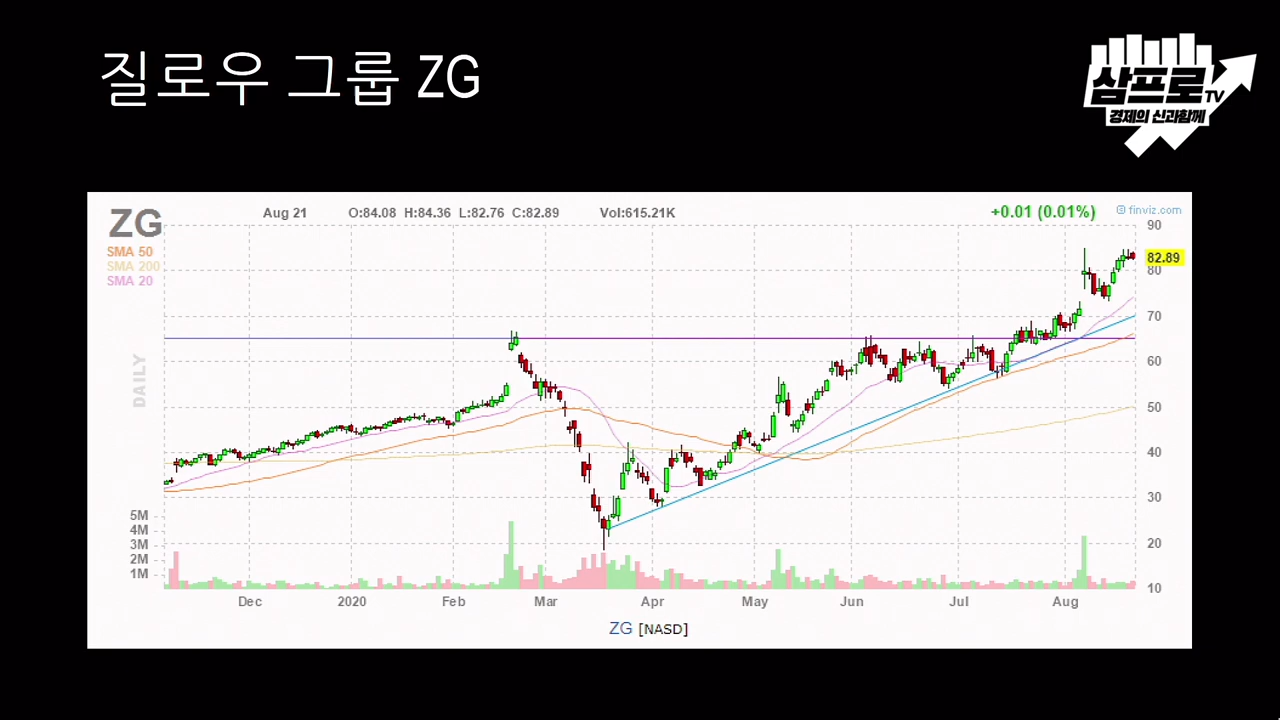 질로우 그룹 ZG
삼프로TV
경제의 신과함께
ZG
Aug 21 O:84.08 H:84.36 L:82.76 C:82.89 Vol:615.21K
+0.01 (0.01%)
© finviz.com
SMA 50
SMA 200
SMA 20
DAILY
90
82.89
80
70
60
50
40
30
20
10
5M
4M
3M
2M
1M
Dec 2020 Feb Mar Apr May Jun Jul Aug
ZG [NASD]